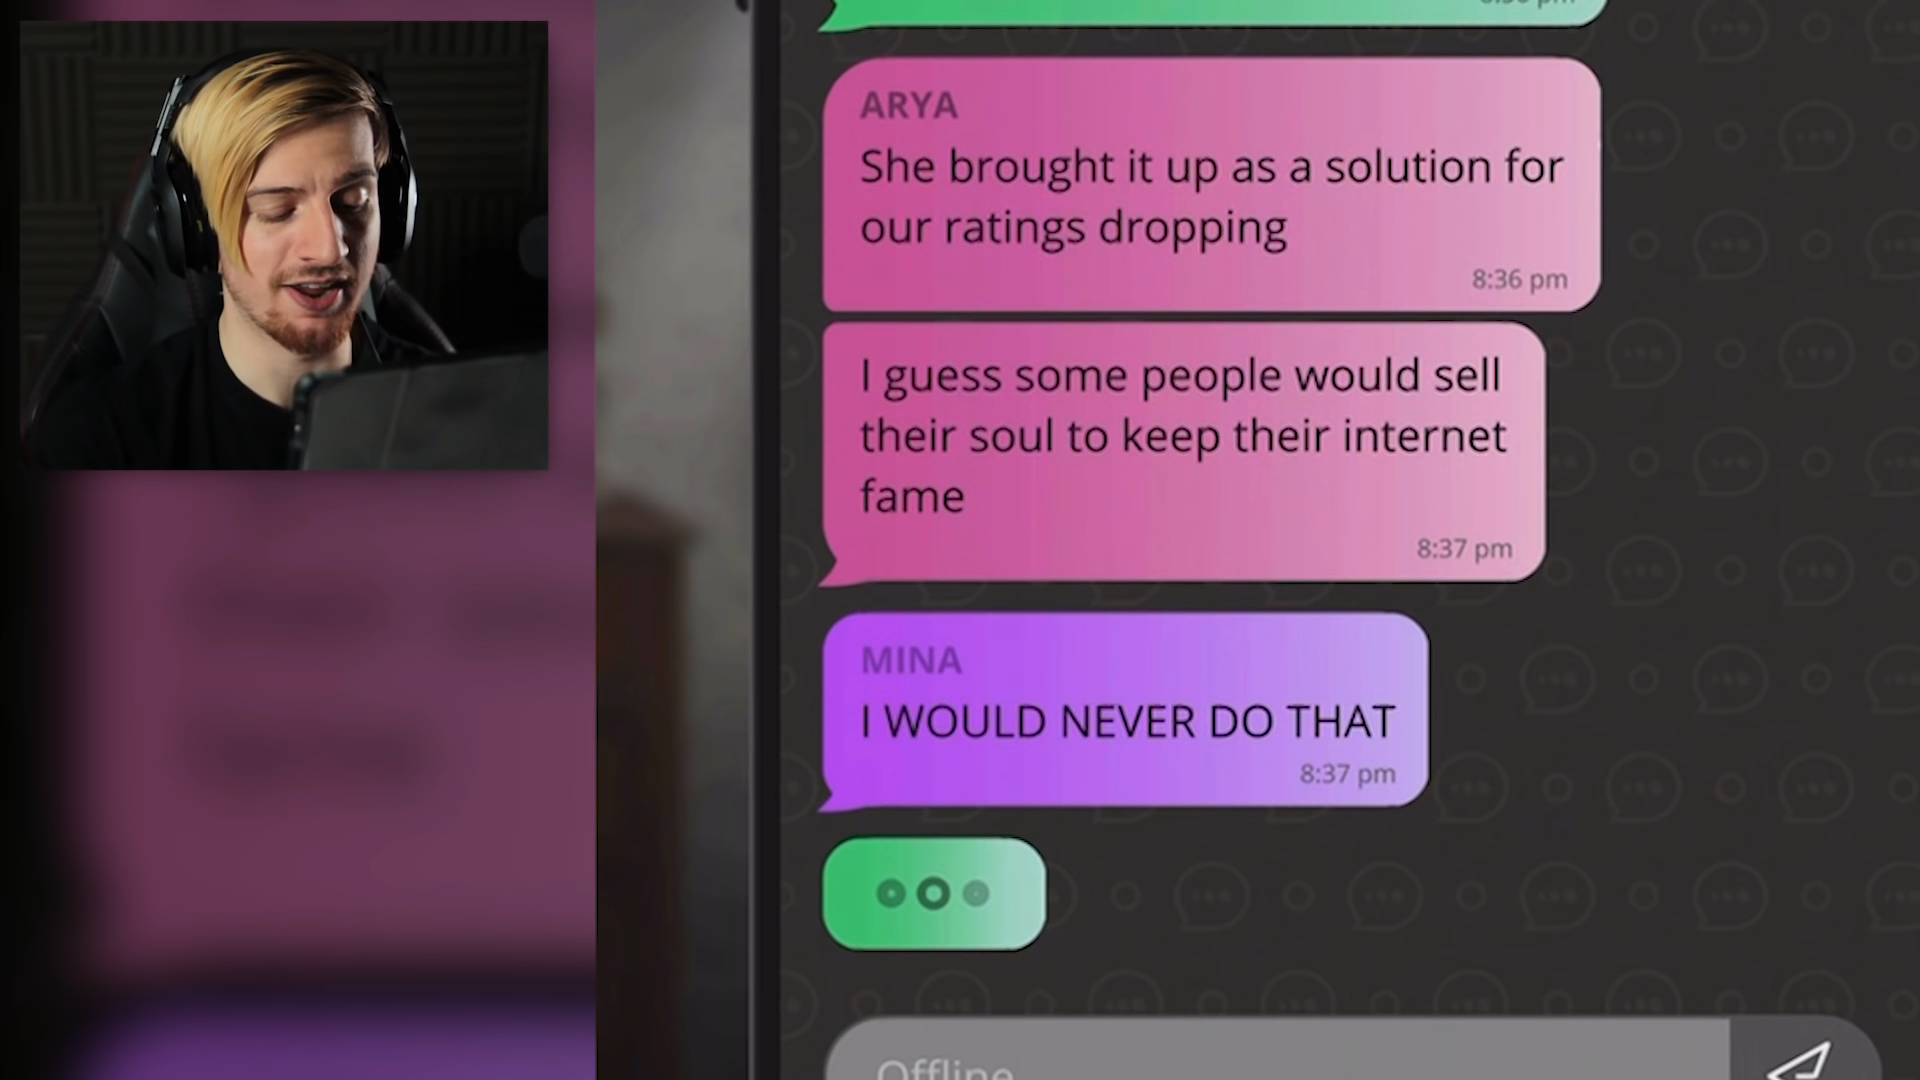 ARYA
She brought it up as a solution for
our ratings dropping
8:36 pm
I guess some people would sell
their soul to keep their internet
fame
8:37 pm
MINA
I WOULD NEVER DO THAT
8:37 pm
Offline